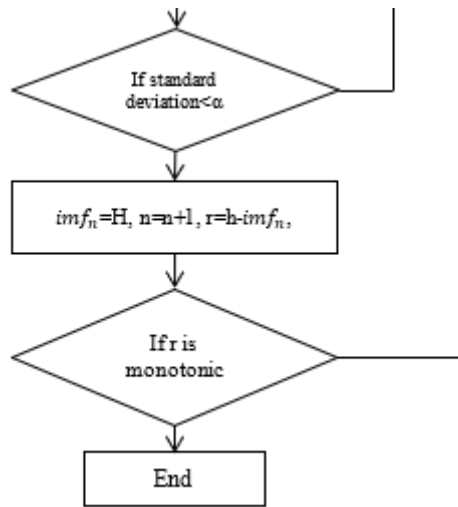 If standard
deviation<α
imfₙ=H, n=n+1, r=h-imfₙ,
If r is
monotonic
End